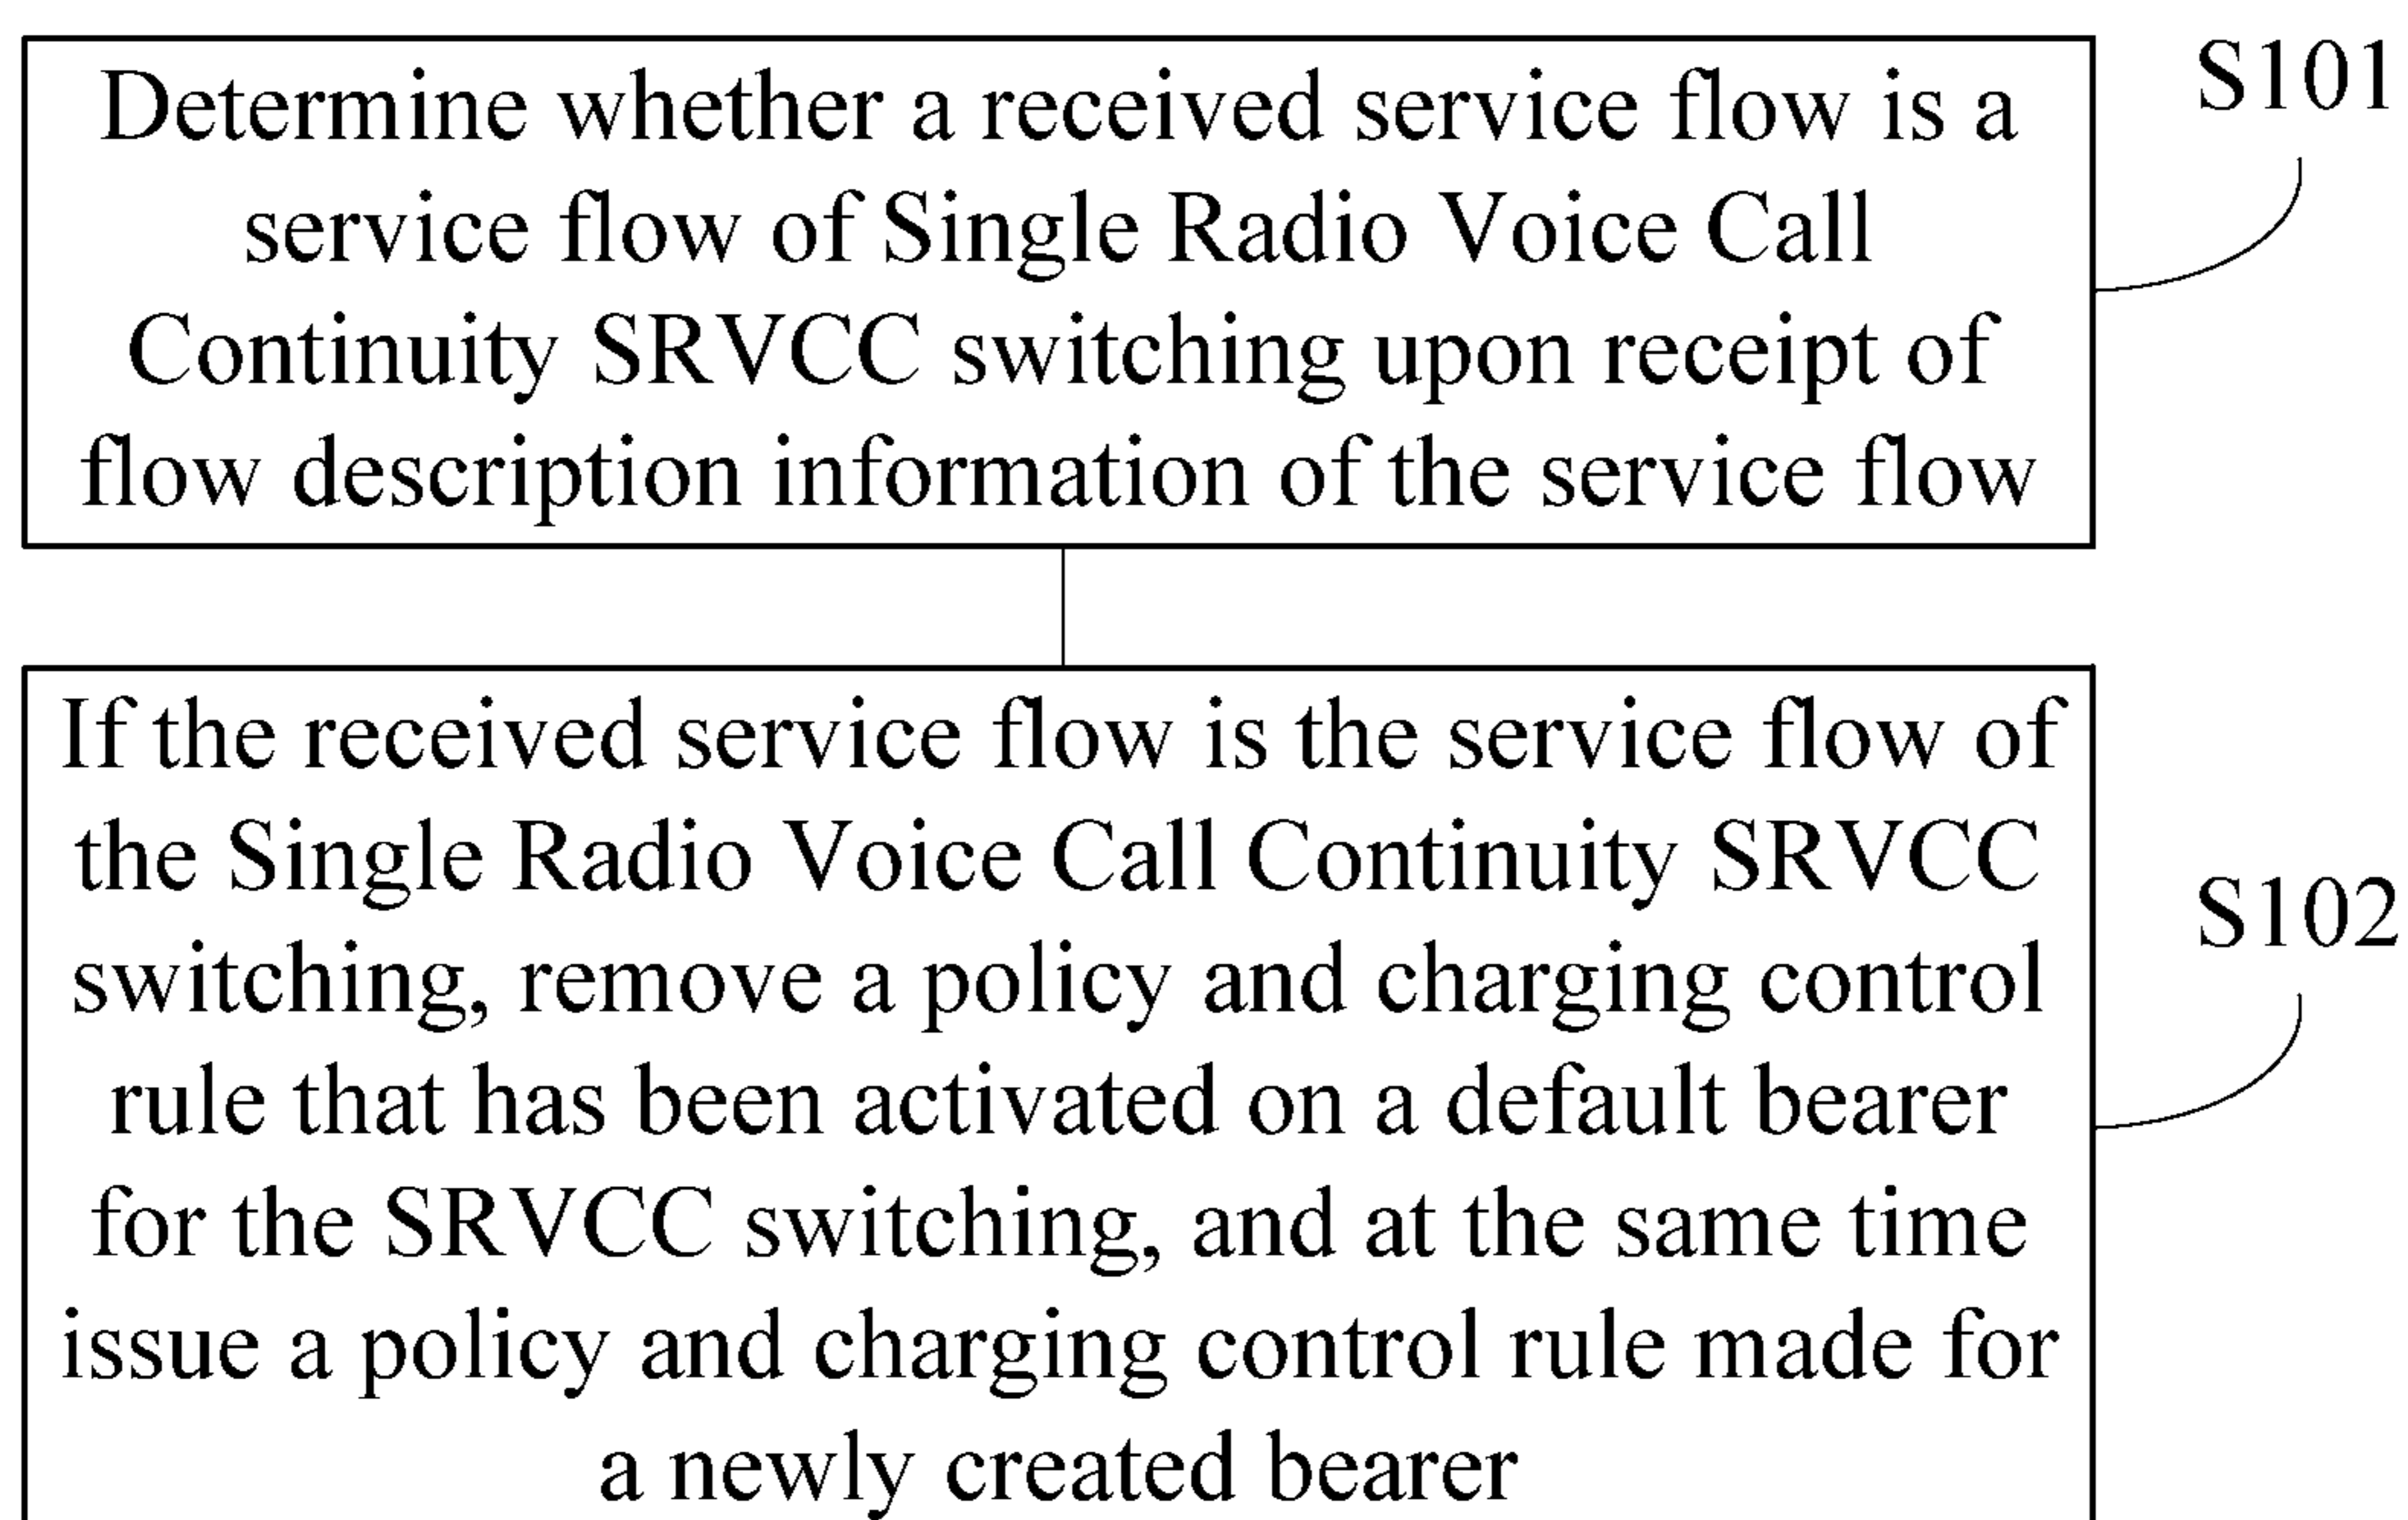 Determine whether a received service flow is a
service flow of Single Radio Voice Call
Continuity SRVCC switching upon receipt of
flow description information of the service flow
S101
If the received service flow is the service flow of
the Single Radio Voice Call Continuity SRVCC
switching, remove a policy and charging control
rule that has been activated on a default bearer
for the SRVCC switching, and at the same time
issue a policy and charging control rule made for
a newly created bearer
S102